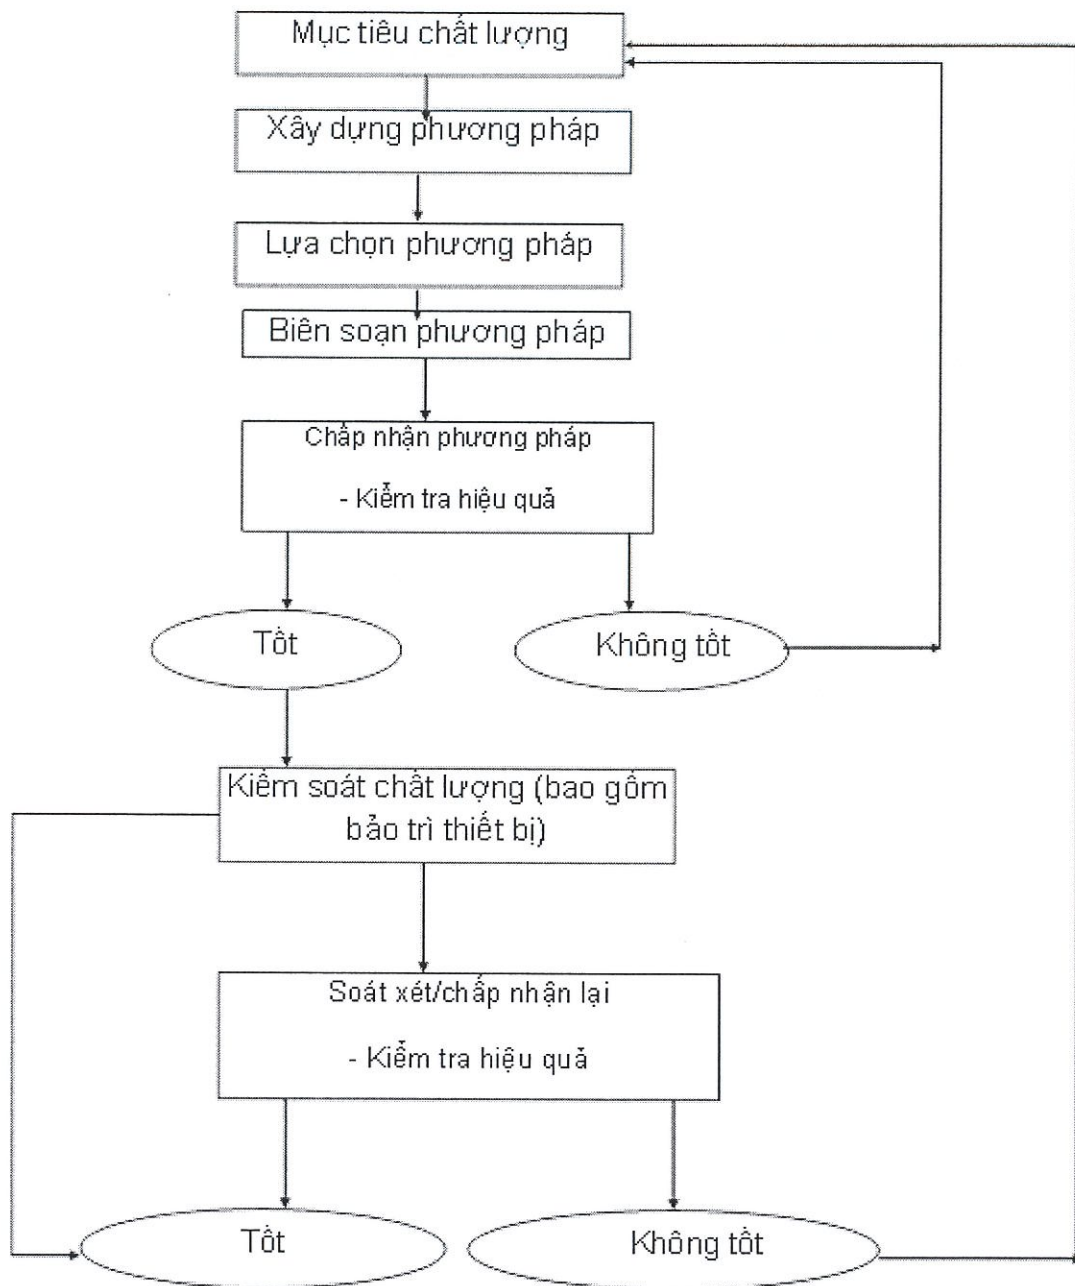 Mục tiêu chất lượng
Xây dựng phương pháp
Lựa chọn phương pháp
Biên soạn phương pháp
Chấp nhận phương pháp
- Kiểm tra hiệu quả
Tốt
Không tốt
Kiểm soát chất lượng (bao gồm
bảo trì thiết bị)
Soát xét/chấp nhận lại
- Kiểm tra hiệu quả
Tốt
Không tốt